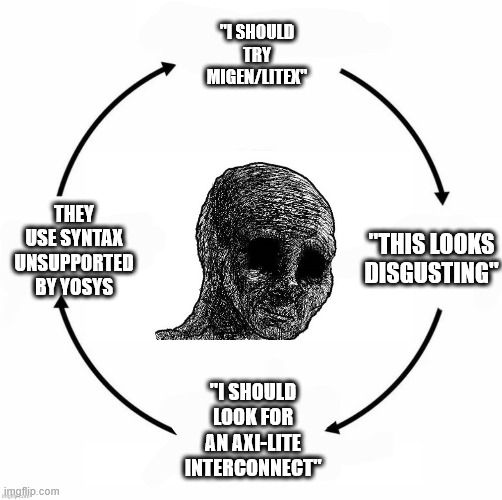 "I SHOULD
TRY
MIGEN/LITEX"
"THIS LOOKS
DISGUSTING"
"I SHOULD
LOOK FOR
AN AXI-LITE
INTERCONNECT"
THEY
USE SYNTAX
UNSUPPORTED
BY YOSYS
imgflip.com